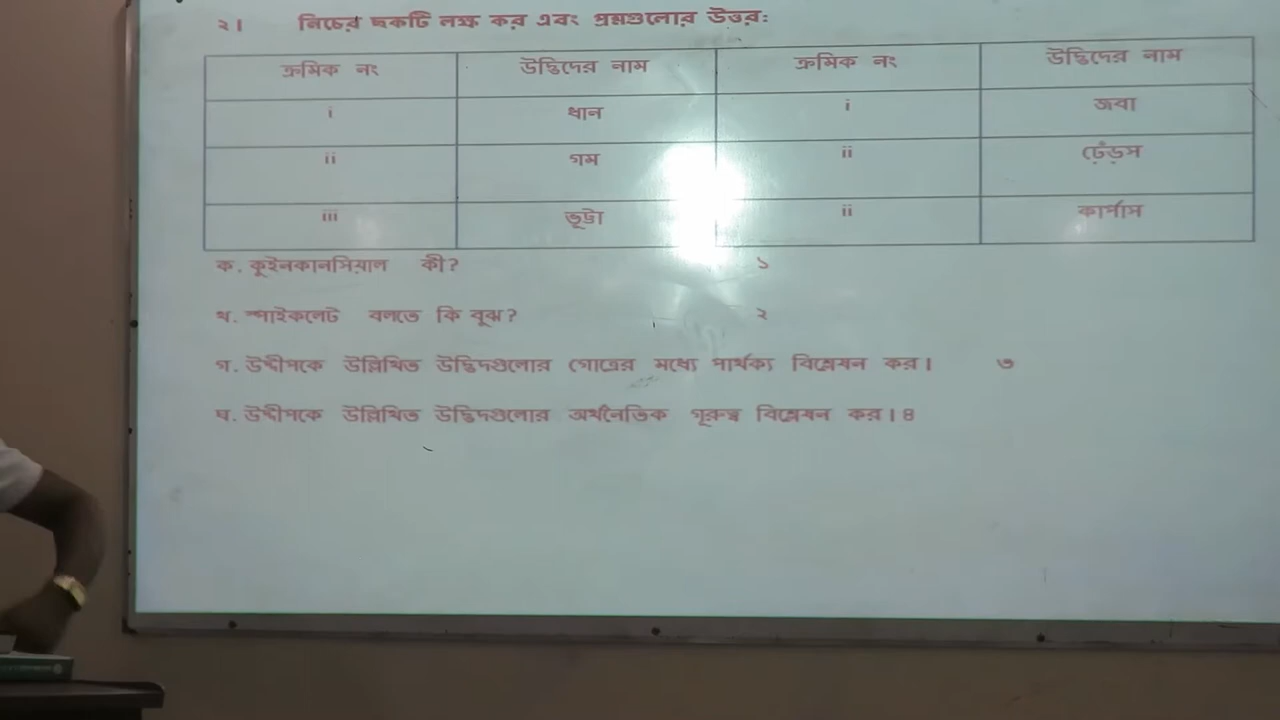 ২। নিচের ছকটি লক্ষ কর এবং প্রশ্নগুলোর উত্তর:
ক্রমিক নং উদ্ভিদের নাম ক্রমিক নং উদ্ভিদের নাম
i ধান i জবা
ii গম ii ঢেঁড়স
iii ভূট্টা ii কার্পাস
ক. কুইনকানসিয়াল কী? ১
খ. স্পাইকলেট বলতে কি বুঝ? ২
গ. উদ্দীপকে উল্লিখিত উদ্ভিদগুলোর গোত্রের মধ্যে পার্থক্য বিশ্লেষন কর। ৩
ঘ. উদ্দীপকে উল্লিখিত উদ্ভিদগুলোর অর্থনৈতিক গূরুত্ব বিশ্লেষন কর। ৪